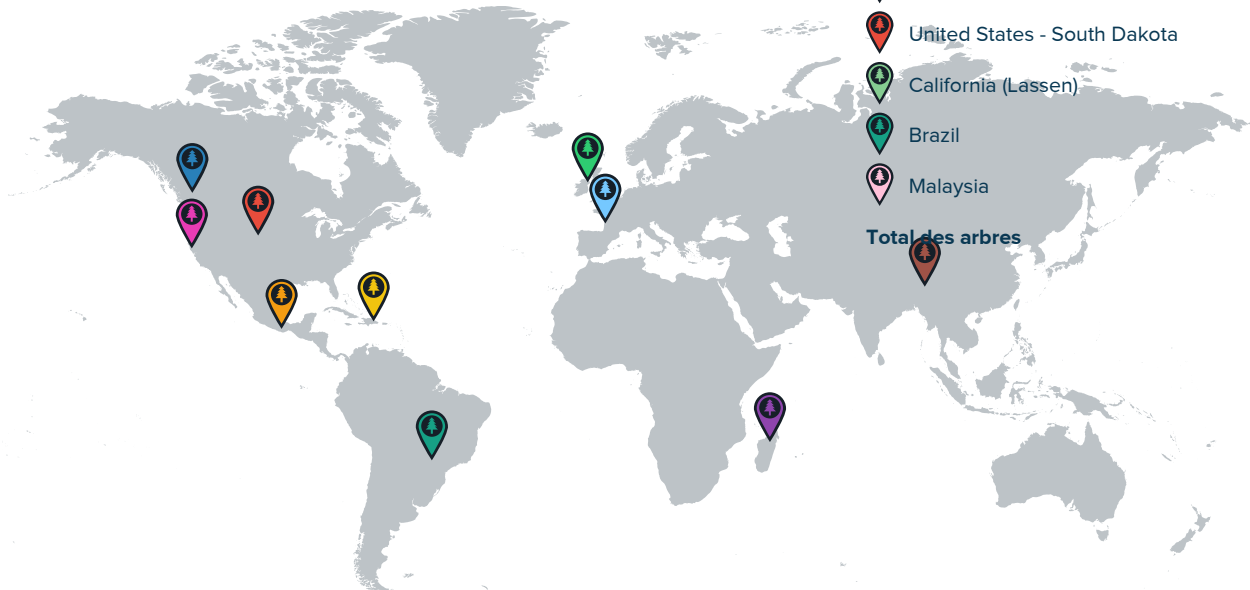 United States - South Dakota
California (Lassen)
Brazil
Malaysia
Total des arbres